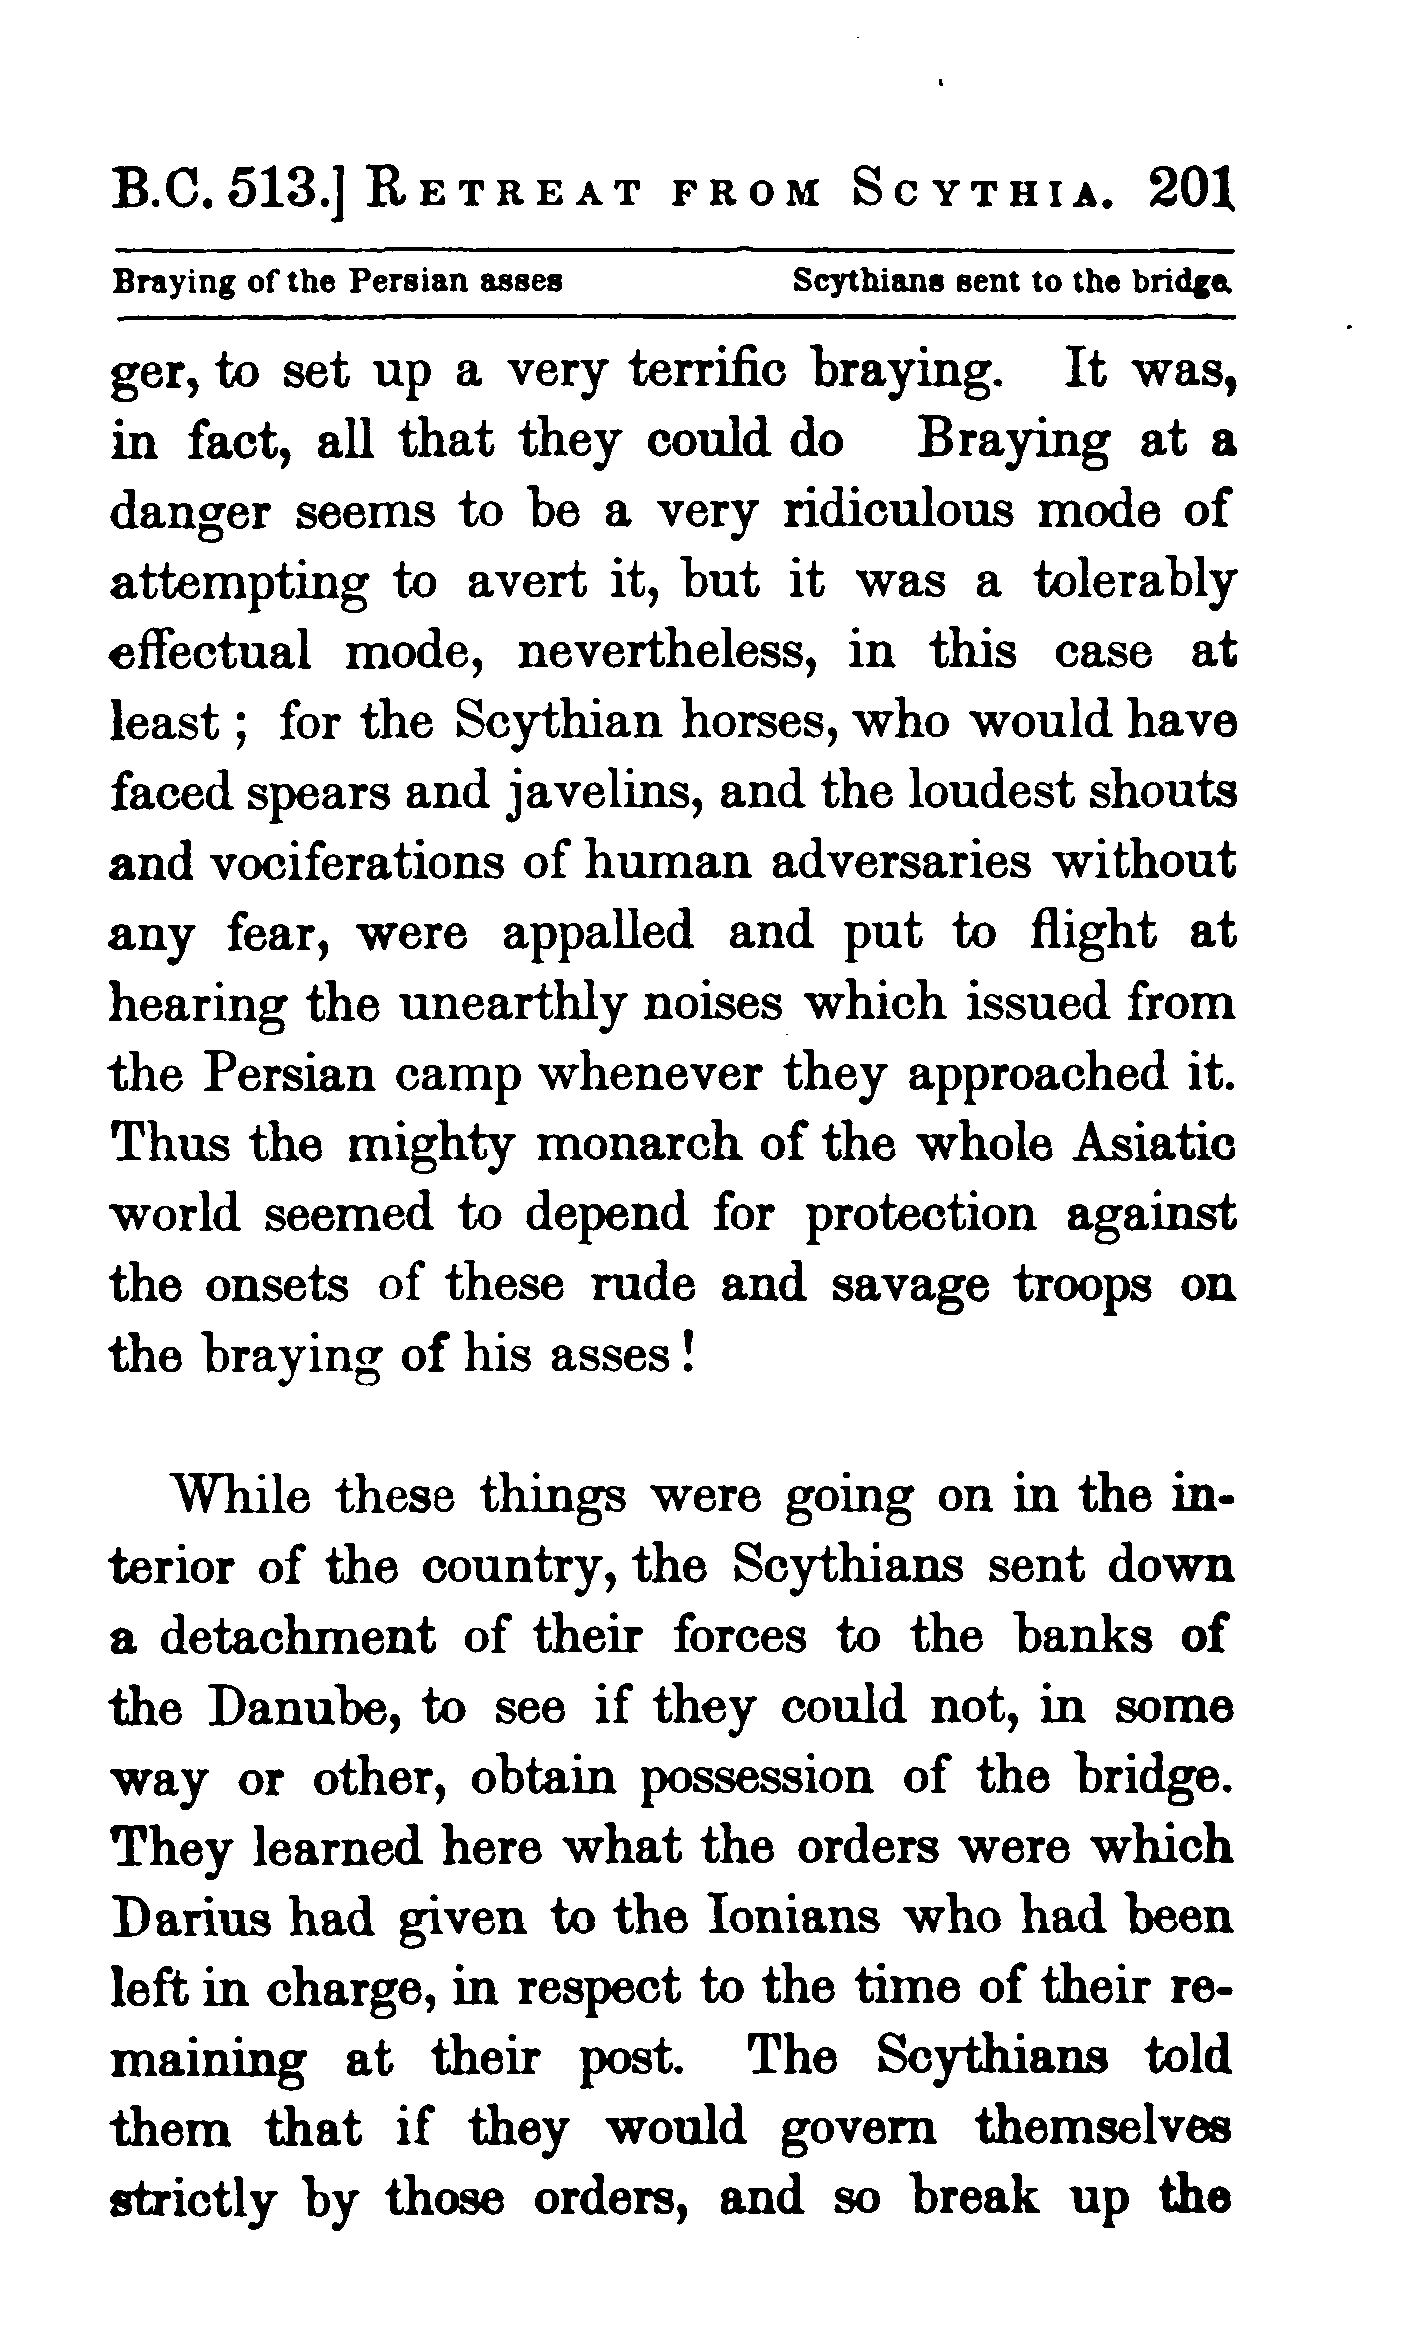 B.C. 513.] RETREAT FROM SCYTHIA. 201
Braying of the Persian asses Scythians sent to the bridge.
ger, to set up a very terrific braying. It was,
in fact, all that they could do Braying at a
danger seems to be a very ridiculous mode of
attempting to avert it, but it was a tolerably
effectual mode, nevertheless, in this case at
least ; for the Scythian horses, who would have
faced spears and javelins, and the loudest shouts
and vociferations of human adversaries without
any fear, were appalled and put to flight at
hearing the unearthly noises which issued from
the Persian camp whenever they approached it.
Thus the mighty monarch of the whole Asiatic
world seemed to depend for protection against
the onsets of these rude and savage troops on
the braying of his asses !
While these things were going on in the in-
terior of the country, the Scythians sent down
a detachment of their forces to the banks of
the Danube, to see if they could not, in some
way or other, obtain possession of the bridge.
They learned here what the orders were which
Darius had given to the Ionians who had been
left in charge, in respect to the time of their re-
maining at their post. The Scythians told
them that if they would govern themselves
strictly by those orders, and so break up the